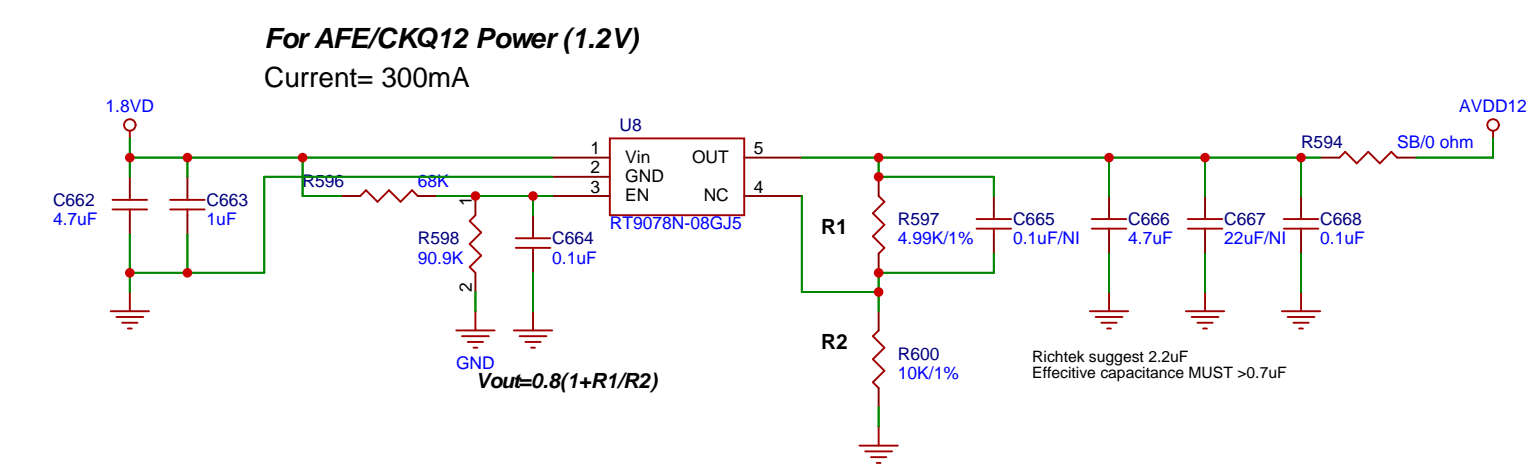 For AFE/CKQ12 Power (1.2V)
Current= 300mA
1.8VD
AVDD12
U8
R594
SB/0 ohm
1
Vin
OUT
5
2
GND
R596
68K
3
EN
NC
4
C662
4.7uF
C663
1uF
1
RT9078N-08GJ5
R1
R597
4.99K/1%
C665
0.1uF/NI
C666
4.7uF
C667
22uF/NI
C668
0.1uF
R598
90.9K
C664
0.1uF
2
R2
R600
10K/1%
GND
Vout=0.8(1+R1/R2)
Richtek suggest 2.2uF
Effecitive capacitance MUST >0.7uF